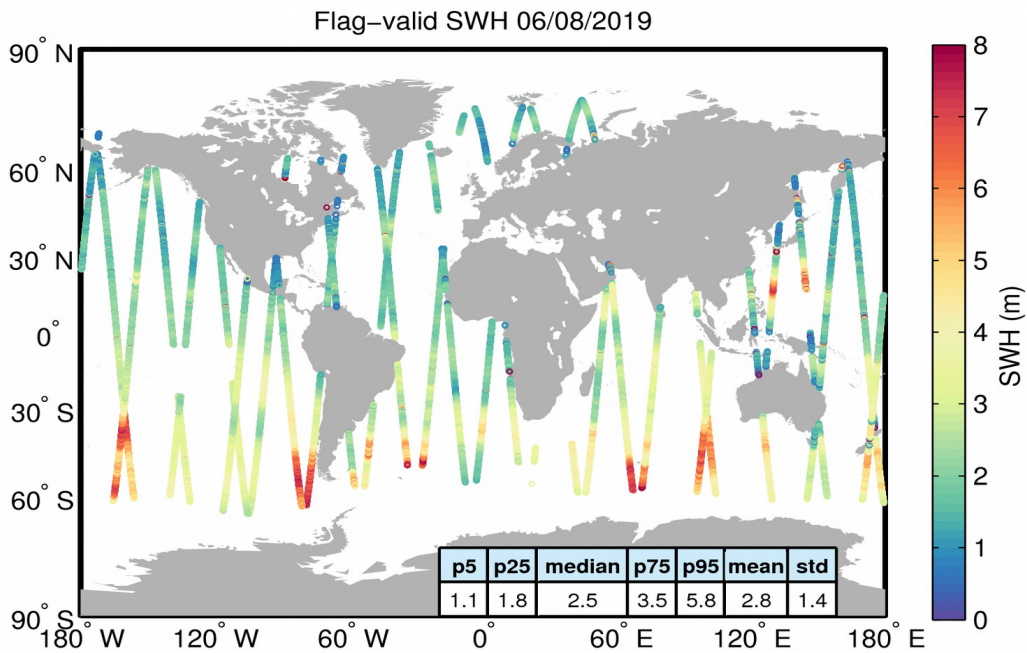 Flag−valid SWH 06/08/2019
90° N
60° N
30° N
0°
30° S
60° S
90° S
180° W
120° W
60° W
0°
60° E
120° E
180° E
8
7
6
5
4
3
2
1
0
SWH (m)
p5 p25 median p75 p95 mean std
1.1 1.8 2.5 3.5 5.8 2.8 1.4